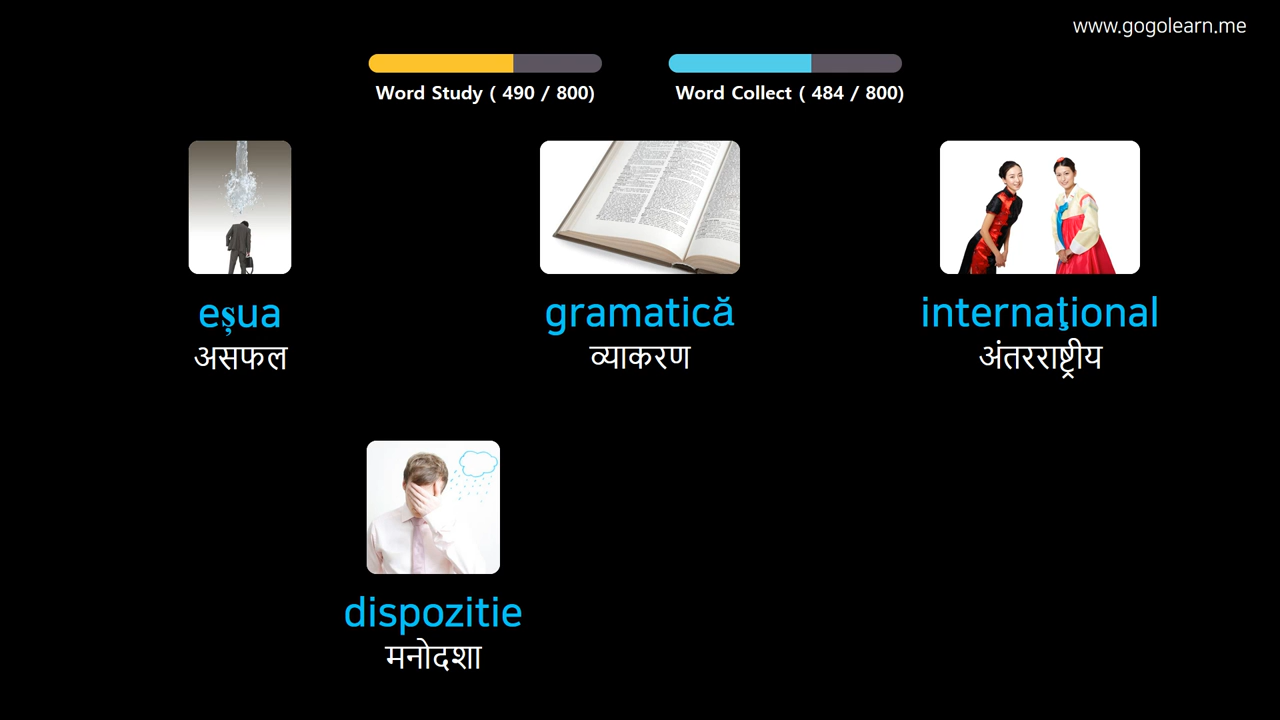 www.gogolearn.me
Word Study ( 490 / 800)
Word Collect ( 484 / 800)
eșua
असफल
gramatică
व्याकरण
internaţional
अंतरराष्ट्रीय
dispozitie
मनोदशा